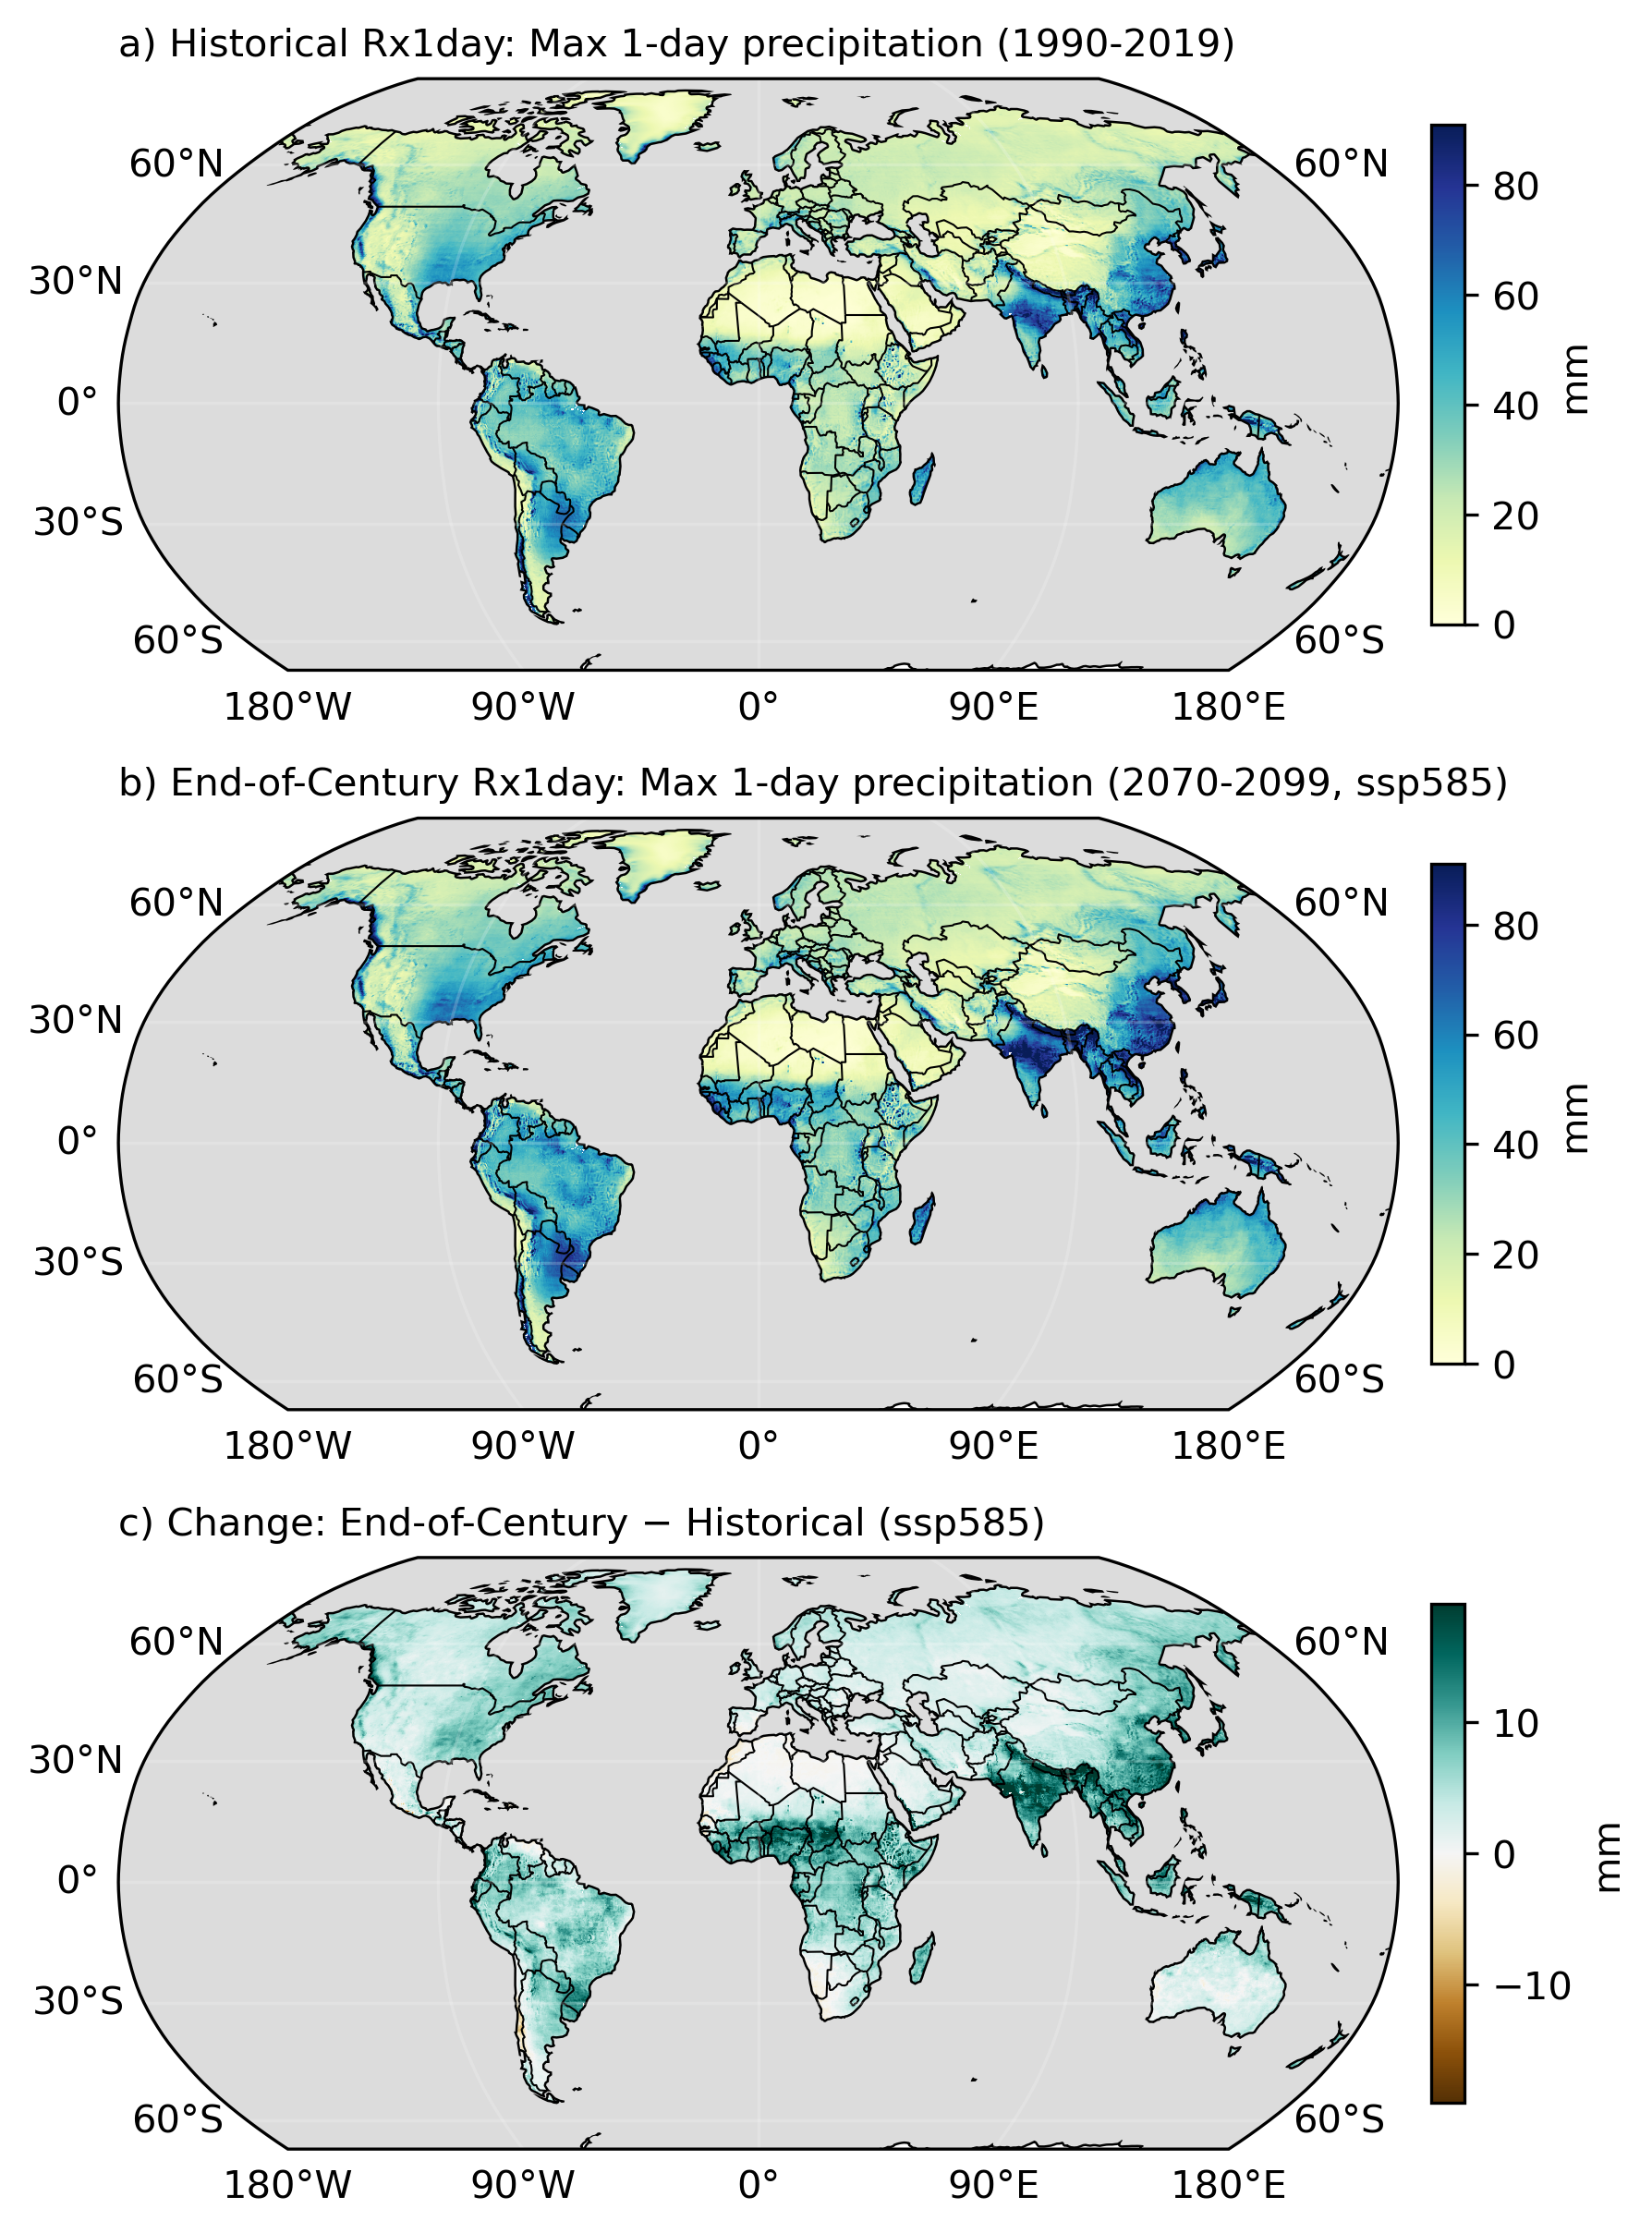 a) Historical Rx1day: Max 1-day precipitation (1990-2019)
60°N
60°N
30°N
0°
30°S
60°S
60°S
180°W 90°W 0° 90°E 180°E
80
60
40
20
0
mm
b) End-of-Century Rx1day: Max 1-day precipitation (2070-2099, ssp585)
60°N
60°N
30°N
0°
30°S
60°S
60°S
180°W 90°W 0° 90°E 180°E
80
60
40
20
0
mm
c) Change: End-of-Century − Historical (ssp585)
60°N
60°N
30°N
0°
30°S
60°S
60°S
180°W 90°W 0° 90°E 180°E
10
0
−10
mm